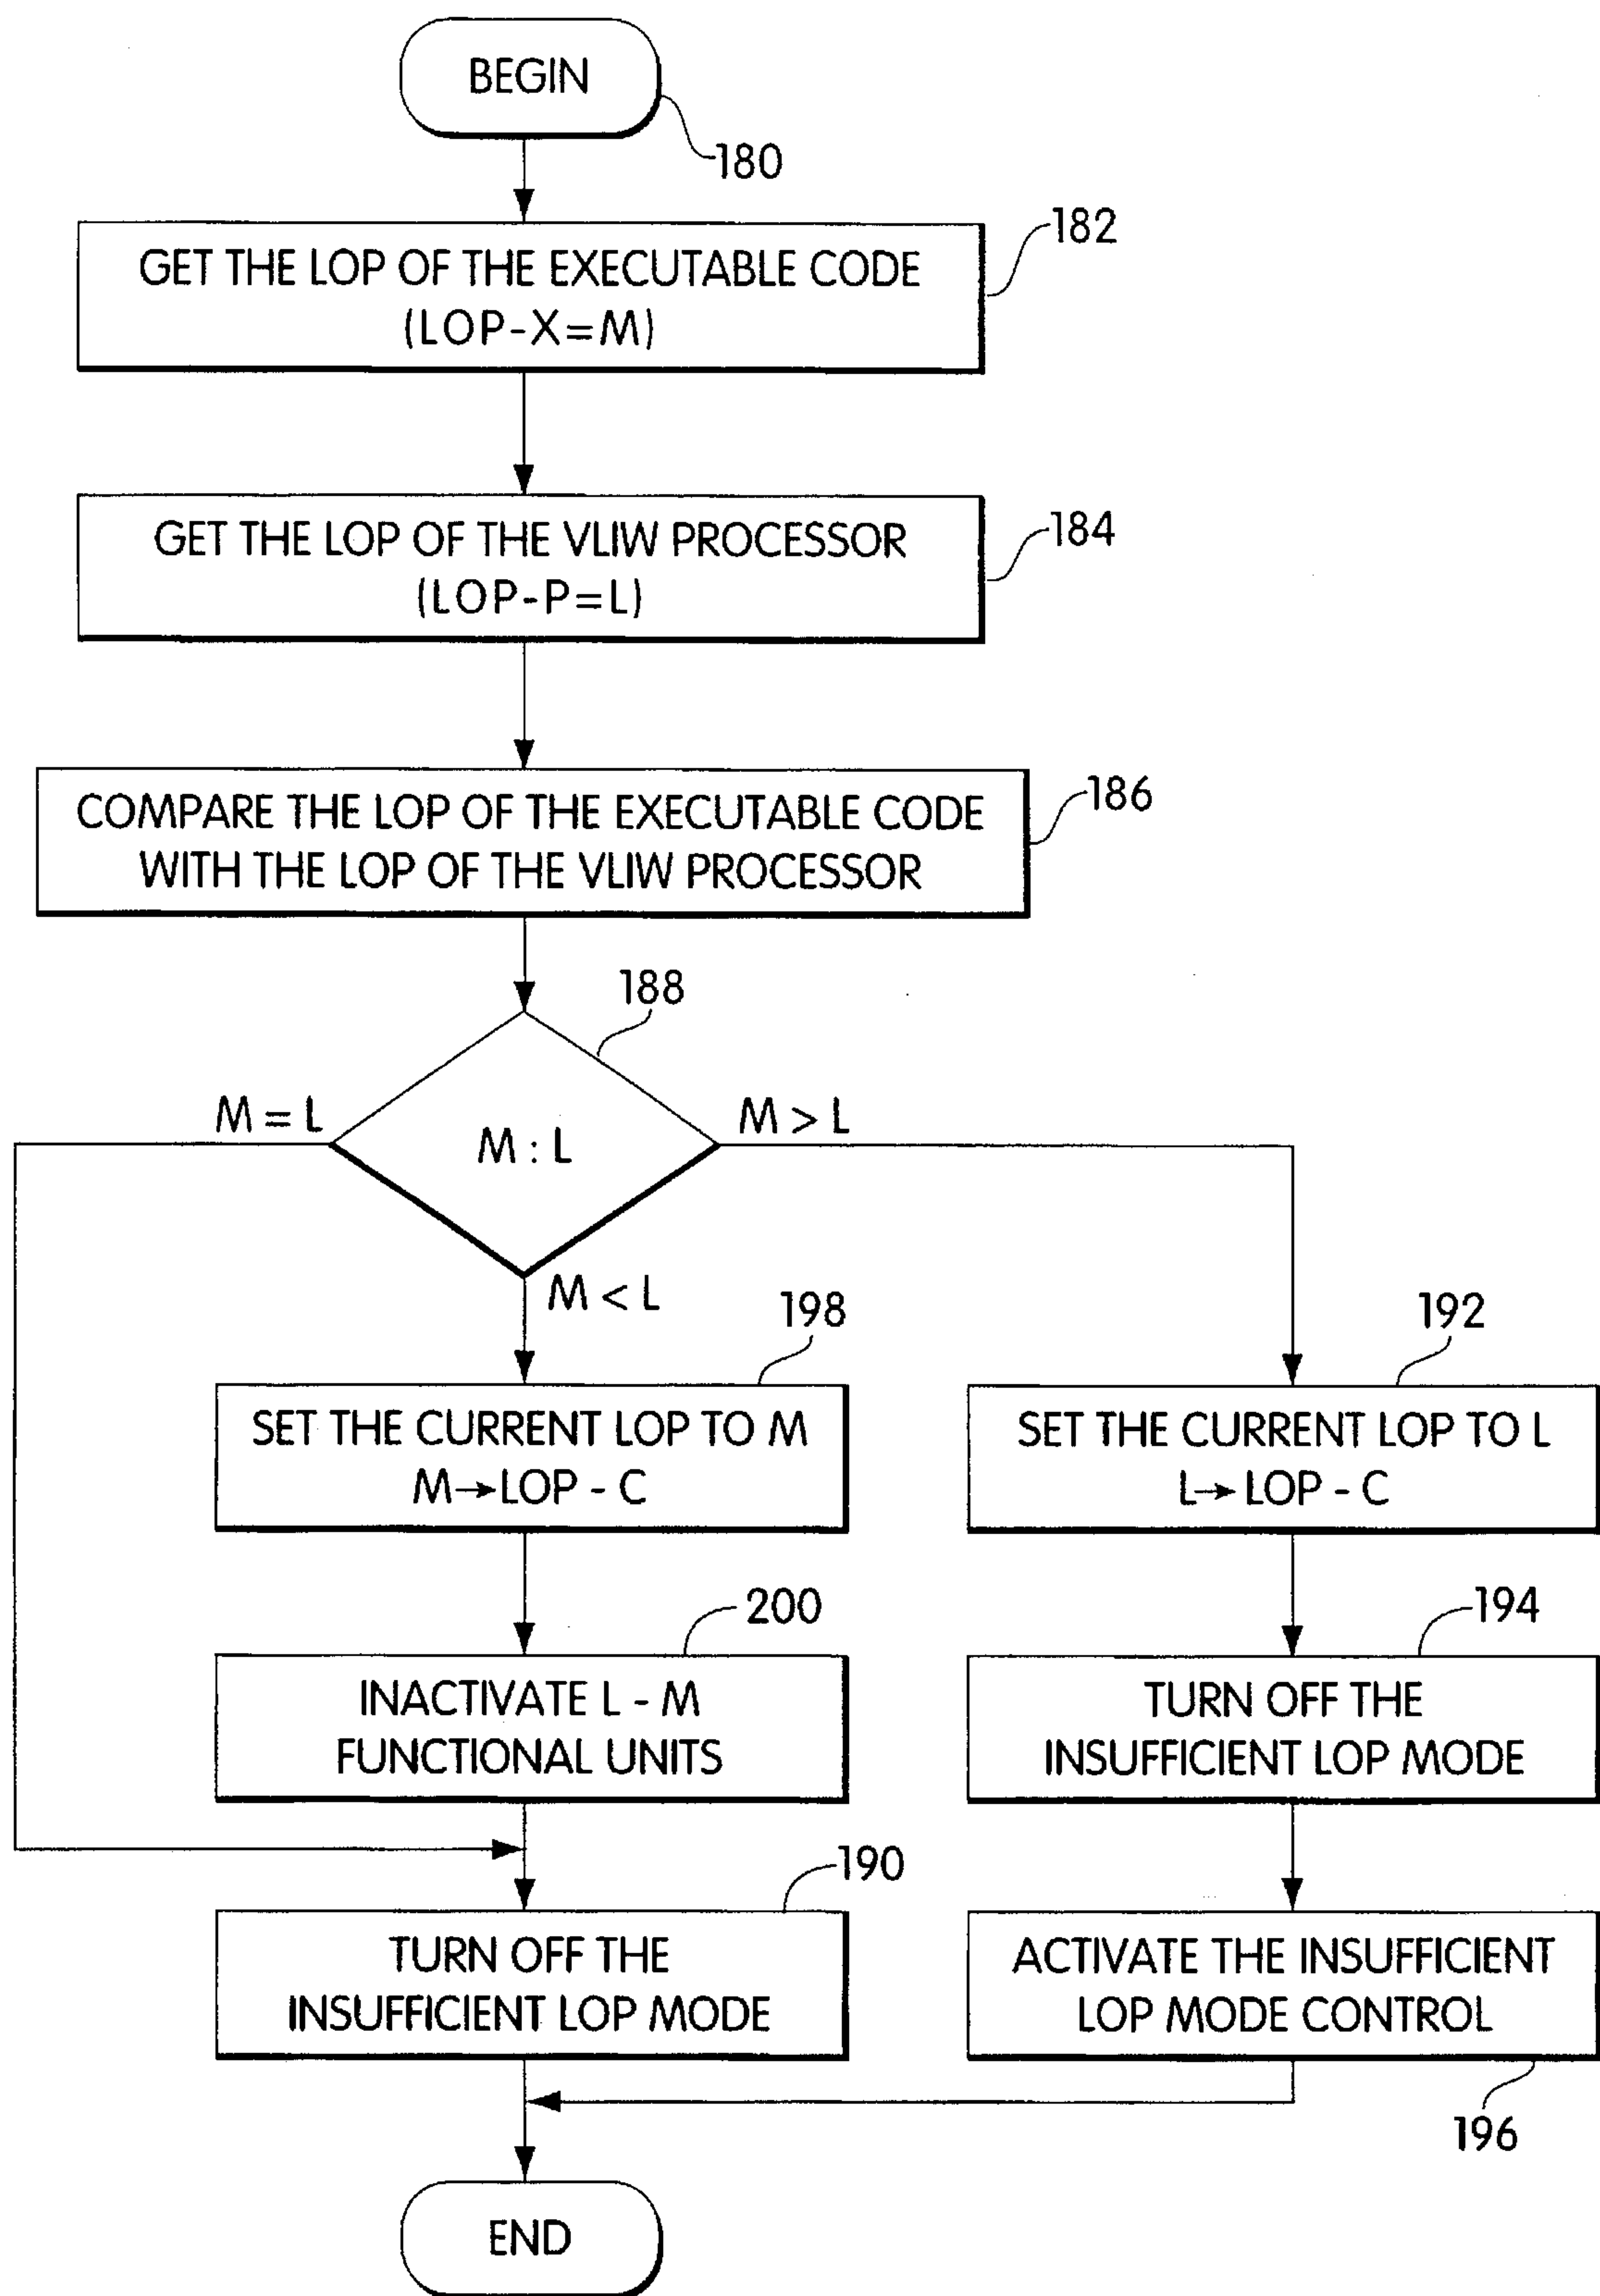 BEGIN
180
GET THE LOP OF THE EXECUTABLE CODE
(LOP-X=M)
182
GET THE LOP OF THE VLIW PROCESSOR
(LOP-P=L)
184
COMPARE THE LOP OF THE EXECUTABLE CODE
WITH THE LOP OF THE VLIW PROCESSOR
186
188
M = L
M : L
M > L
M < L
198
SET THE CURRENT LOP TO M
M→LOP - C
192
SET THE CURRENT LOP TO L
L→ LOP - C
200
INACTIVATE L - M
FUNCTIONAL UNITS
194
TURN OFF THE
INSUFFICIENT LOP MODE
190
TURN OFF THE
INSUFFICIENT LOP MODE
ACTIVATE THE INSUFFICIENT
LOP MODE CONTROL
196
END